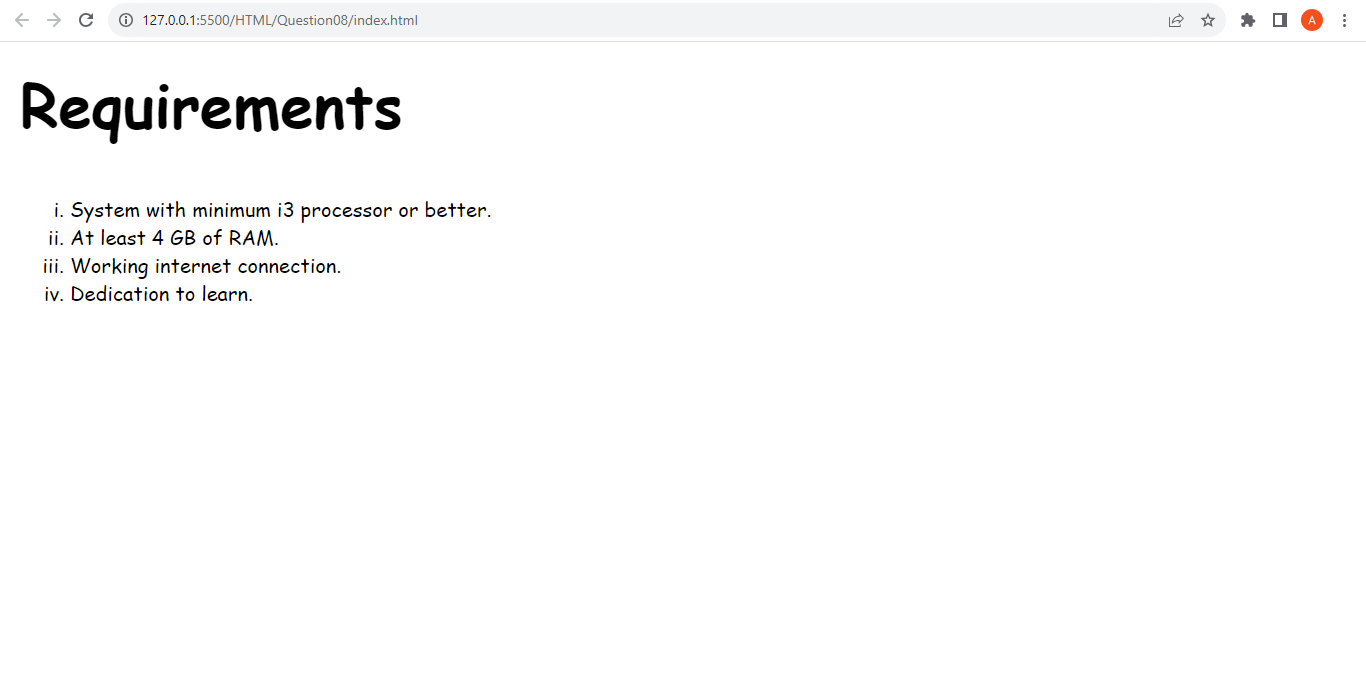 127.0.0.1:5500/HTML/Question08/index.html
A
Requirements
i. System with minimum i3 processor or better.
ii. At least 4 GB of RAM.
iii. Working internet connection.
iv. Dedication to learn.